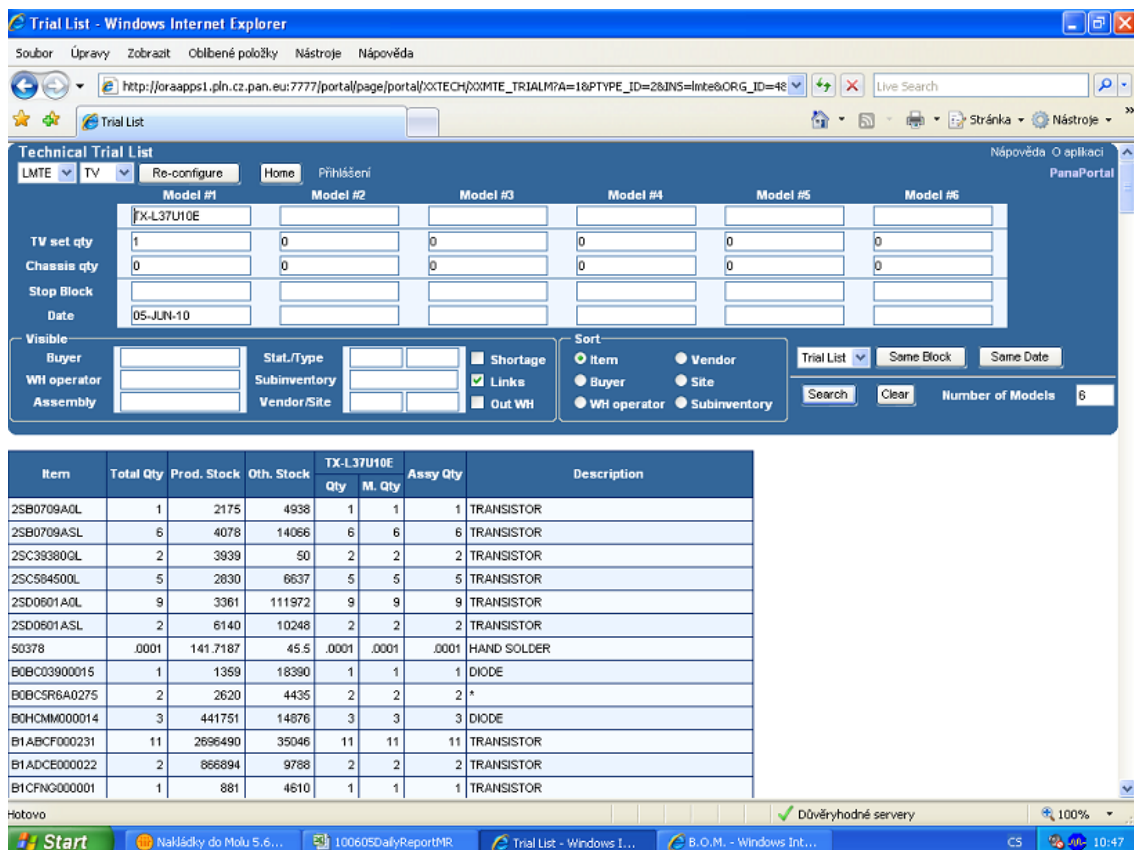 Trial List - Windows Internet Explorer
Soubor Úpravy Zobrazit Oblíbené položky Nástroje Nápověda
http://oraapps1.pln.cz.pan.eu:7777/portal/page/portal/XXTECH/XXMTE_TRIALM?A=1&PTYPE_ID=2&INS=lmte&ORG_ID=48 Live Search
Trial List Stránka Nástroje »
Technical Trial List Nápověda O aplikaci
LMTE TV Re-configure Home Přihlášení PanaPortal
Model #1 Model #2 Model #3 Model #4 Model #5 Model #6
TX-L37U10E
TV set qty 1 0 0 0 0 0
Chassis qty 0 0 0 0 0 0
Stop Block
Date 05-JUN-10
Visible Sort
Buyer Stat./Type Shortage Item Vendor Trial List Same Block Same Date
WH operator Subinventory Links Buyer Site
Assembly Vendor/Site Out WH WH operator Subinventory Search Clear Number of Models 6
Item Total Qty Prod. Stock Oth. Stock TX-L37U10E Assy Qty Description
Qty M. Qty
2SB0709A0L 1 2175 4938 1 1 1 TRANSISTOR
2SB0709ASL 6 4078 14066 6 6 6 TRANSISTOR
2SC39380QL 2 3939 50 2 2 2 TRANSISTOR
2SC584500L 5 2830 6637 5 5 5 TRANSISTOR
2SD0601A0L 9 3361 111972 9 9 9 TRANSISTOR
2SD0601ASL 2 6140 10248 2 2 2 TRANSISTOR
50378 .0001 141.7187 45.5 .0001 .0001 .0001 HAND SOLDER
B0BC03900015 1 1359 18390 1 1 1 DIODE
B0BC5R6A0275 2 2620 4435 2 2 2 *
B0HCMM000014 3 441751 14876 3 3 3 DIODE
B1ABCF000231 11 2696490 35046 11 11 11 TRANSISTOR
B1ADCE000022 2 866894 9788 2 2 2 TRANSISTOR
B1CFNG000001 1 881 4610 1 1 1 TRANSISTOR
Hotovo Důvěryhodné servery 100%
Start Nakládky do Molu 5.6... 100605DailyReportMR Trial List - Windows I... B.O.M. - Windows Int... CS 10:47